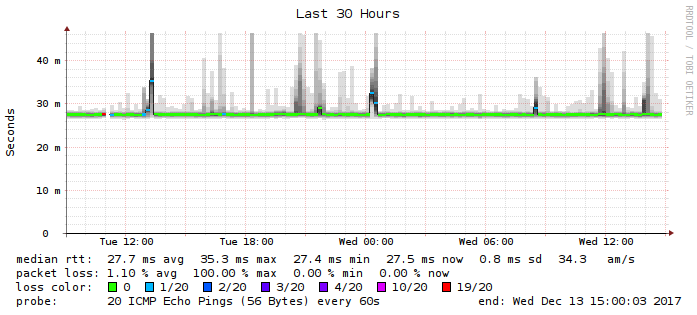 Last 30 Hours
RRDTOOL / TOBI OETIKER
Seconds
40 m
30 m
20 m
10 m
0
Tue 12:00 Tue 18:00 Wed 00:00 Wed 06:00 Wed 12:00
median rtt: 27.7 ms avg 35.3 ms max 27.4 ms min 27.5 ms now 0.8 ms sd 34.3 am/s
packet loss: 1.10 % avg 100.00 % max 0.00 % min 0.00 % now
loss color: 0 1/20 2/20 3/20 4/20 10/20 19/20
probe: 20 ICMP Echo Pings (56 Bytes) every 60s end: Wed Dec 13 15:00:03 2017